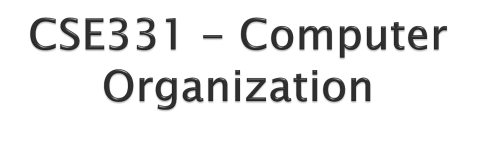 CSE331 – Computer
Organization